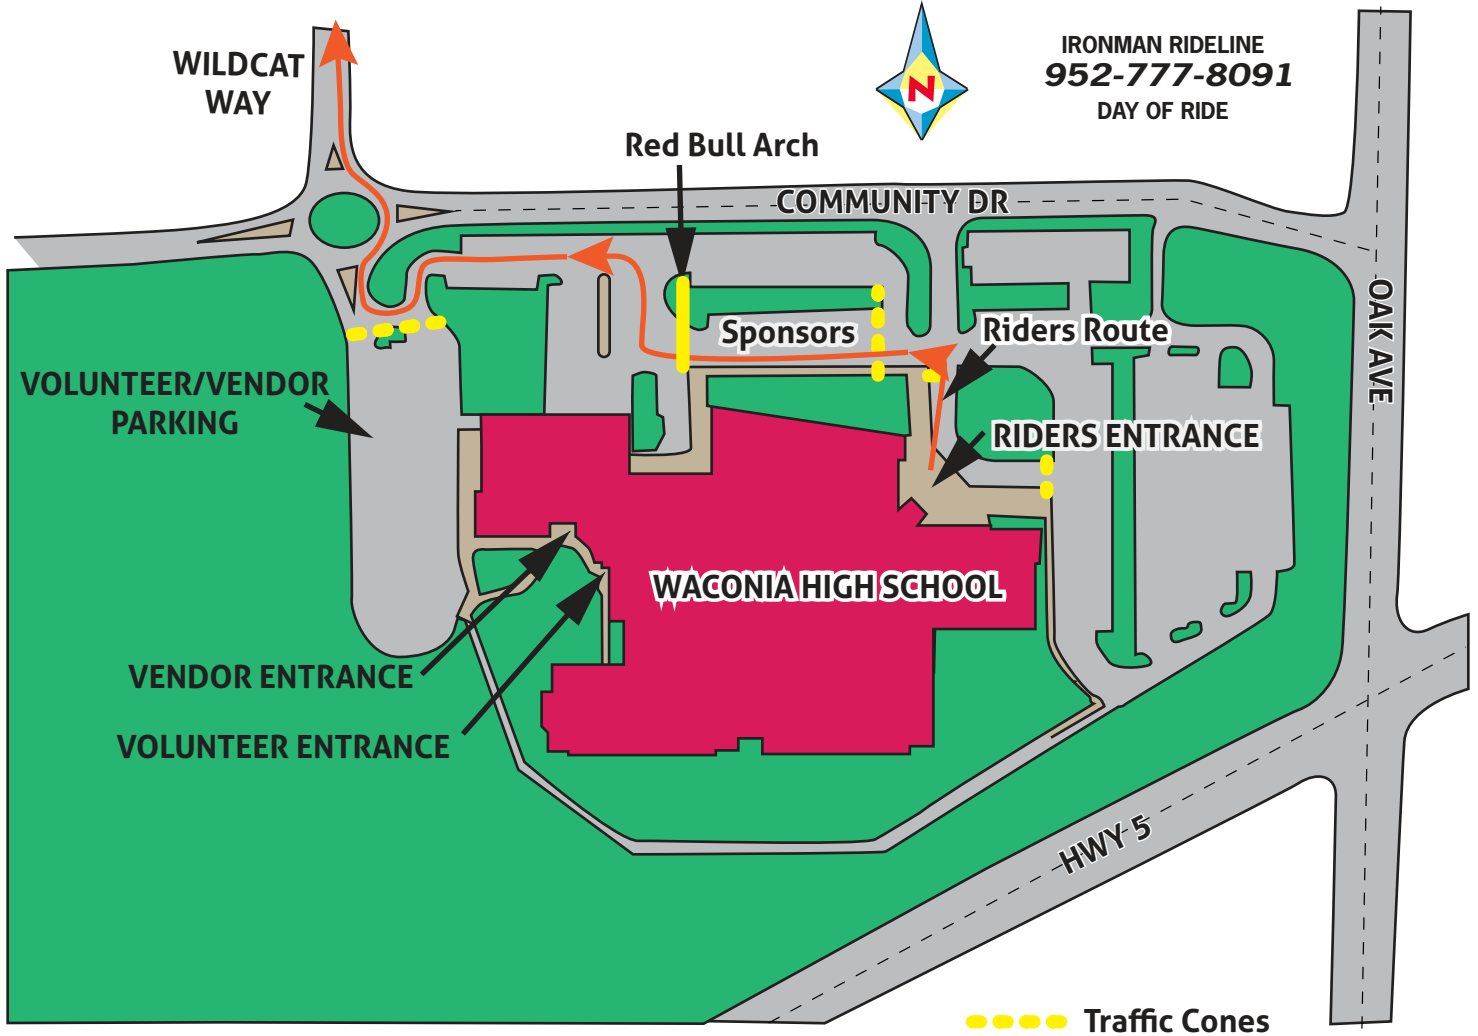 IRONMAN RIDELINE
952-777-8091
DAY OF RIDE
WILDCAT
WAY
N
Red Bull Arch
COMMUNITY DR
OAK AVE
Sponsors
Riders Route
VOLUNTEER/VENDOR
PARKING
RIDERS ENTRANCE
WACONIA HIGH SCHOOL
VENDOR ENTRANCE
VOLUNTEER ENTRANCE
HWY 5
Traffic Cones